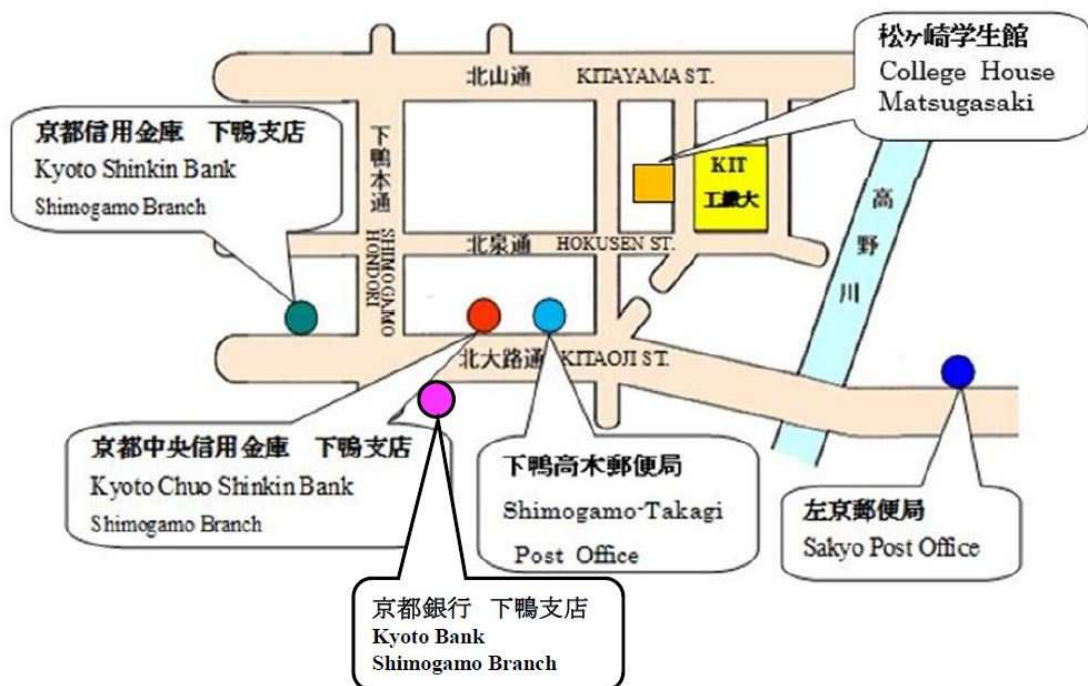 松ヶ崎学生館
College House
Matsugasaki
北山通 KITAYAMA ST.
京都信用金庫 下鴨支店
Kyoto Shinkin Bank
Shimogamo Branch
下鴨本通
SHIMOGAMO
HONDORI
KIT
工繊大
高野川
北泉通 HOKUSEN ST.
北大路通 KITAOJI ST.
京都中央信用金庫 下鴨支店
Kyoto Chuo Shinkin Bank
Shimogamo Branch
下鴨高木郵便局
Shimogamo-Takagi
Post Office
左京郵便局
Sakyo Post Office
京都銀行 下鴨支店
Kyoto Bank
Shimogamo Branch